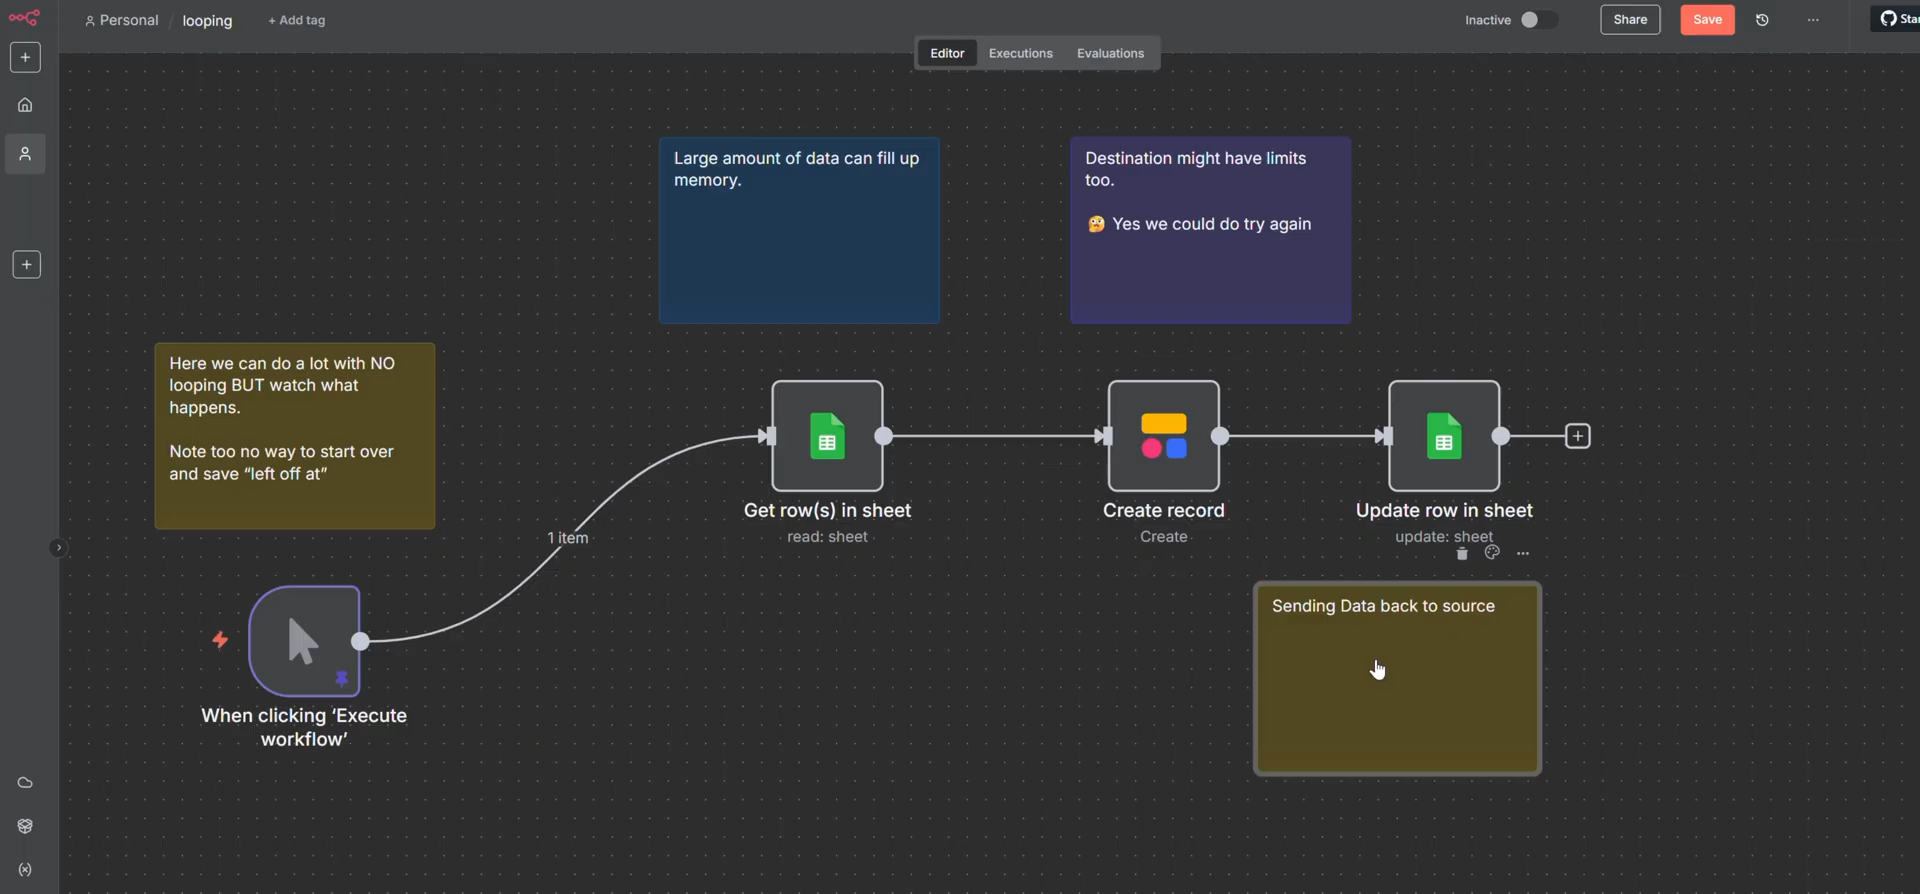 Personal / looping + Add tag
Inactive
Share
Save
Star
Editor
Executions
Evaluations
Large amount of data can fill up
memory.
Destination might have limits
too.
🤔 Yes we could do try again
Here we can do a lot with NO
looping BUT watch what
happens.
Note too no way to start over
and save “left off at”
1 item
Get row(s) in sheet
read: sheet
Create record
Create
Update row in sheet
update: sheet
Sending Data back to source
When clicking ‘Execute
workflow’